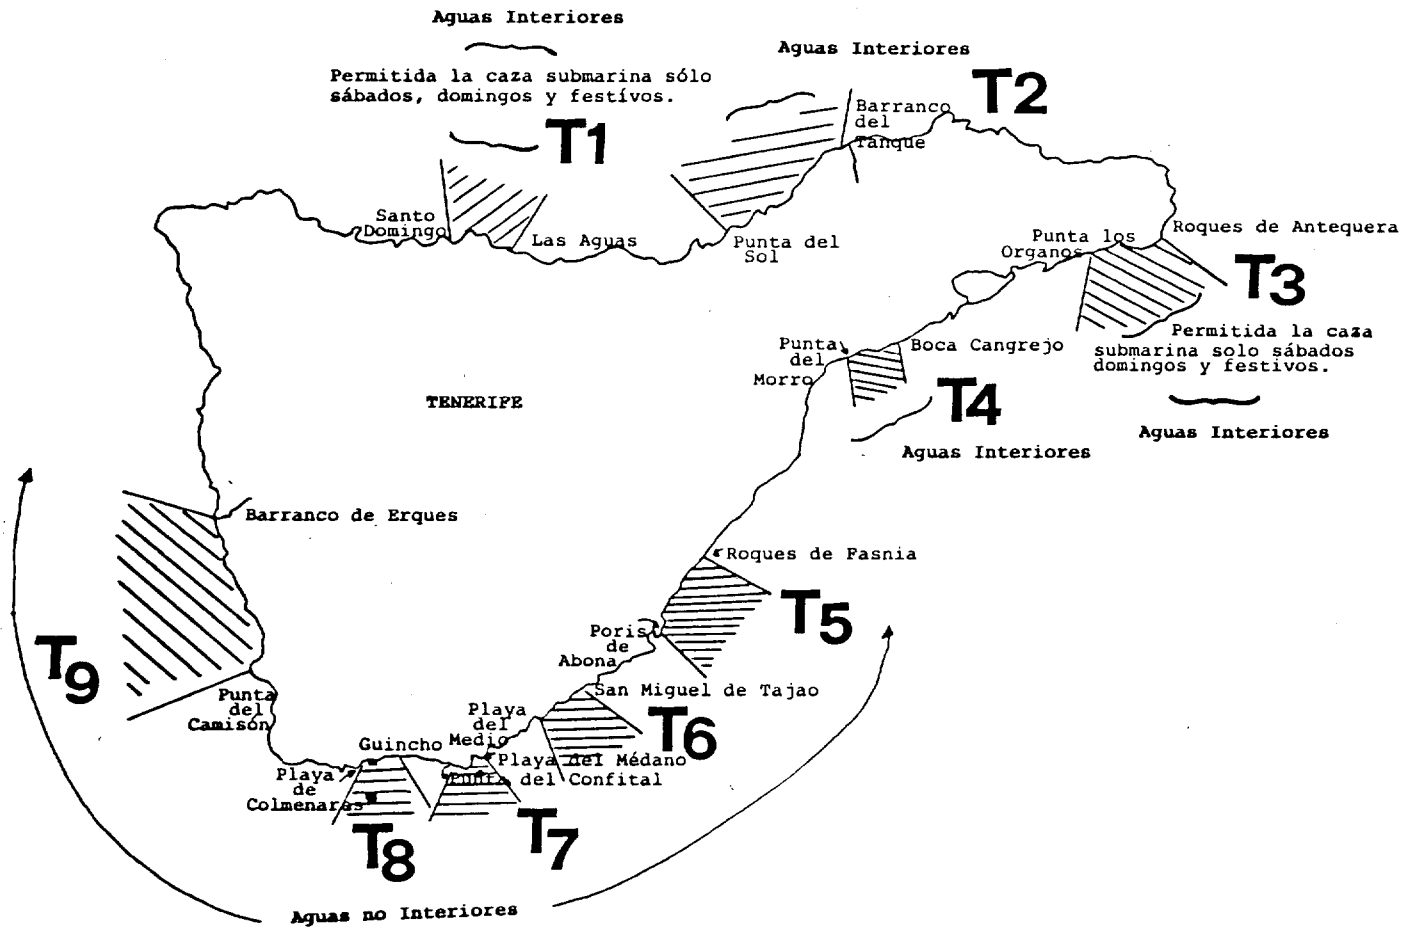 Aguas Interiores
Permitida la caza submarina sólo
sábados, domingos y festívos.
T1
Aguas Interiores
T2
Barranco
del
Tanque
Santo
Domingo
Las Aguas
Punta del
Sol
Roques de Antequera
Punta los
Organos
T3
Permitida la caza
submarina solo sábados
domingos y festivos.
Aguas Interiores
Punta
del
Morro
Boca Cangrejo
T4
Aguas Interiores
TENERIFE
Barranco de Erques
Roques de Fasnia
T5
Poris
de
Abona
San Miguel de Tajao
T6
T9
Punta
del
Camisón
Playa
del
Medio
Guincho
Playa del Médano
Punta del Confital
Playa
de
Colmenares
T7
T8
Aguas no Interiores